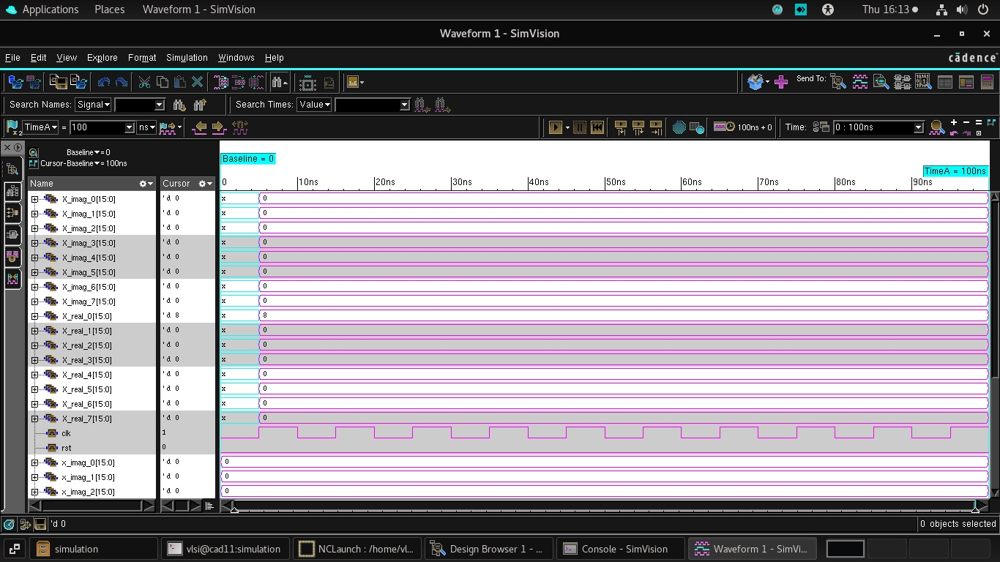 Applications Places Waveform 1 - SimVision Thu 16:13
Waveform 1 - SimVision
File Edit View Explore Format Simulation Windows Help cādence
Send To:
Search Names: Signal Search Times: Value
TimeA = 100 ns 100ns + 0 Time: 0 : 100ns
Baseline = 0
Cursor-Baseline = 100ns
Baseline = 0
TimeA = 100ns
Name Cursor 0 10ns 20ns 30ns 40ns 50ns 60ns 70ns 80ns 90ns
X_imag_0[15:0] 'd 0 x 0
X_imag_1[15:0] 'd 0 x 0
X_imag_2[15:0] 'd 0 x 0
X_imag_3[15:0] 'd 0 x 0
X_imag_4[15:0] 'd 0 x 0
X_imag_5[15:0] 'd 0 x 0
X_imag_6[15:0] 'd 0 x 0
X_imag_7[15:0] 'd 0 x 0
X_real_0[15:0] 'd 8 x 8
X_real_1[15:0] 'd 0 x 0
X_real_2[15:0] 'd 0 x 0
X_real_3[15:0] 'd 0 x 0
X_real_4[15:0] 'd 0 x 0
X_real_5[15:0] 'd 0 x 0
X_real_6[15:0] 'd 0 x 0
X_real_7[15:0] 'd 0 x 0
clk 1
rst 0
x_imag_0[15:0] 'd 0 0
x_imag_1[15:0] 'd 0 0
x_imag_2[15:0] 'd 0 0
'd 0 0 objects selected
simulation vlsi@cad11:simulation NCLaunch : /home/vl... Design Browser 1 - ... Console - SimVision Waveform 1 - SimVi...